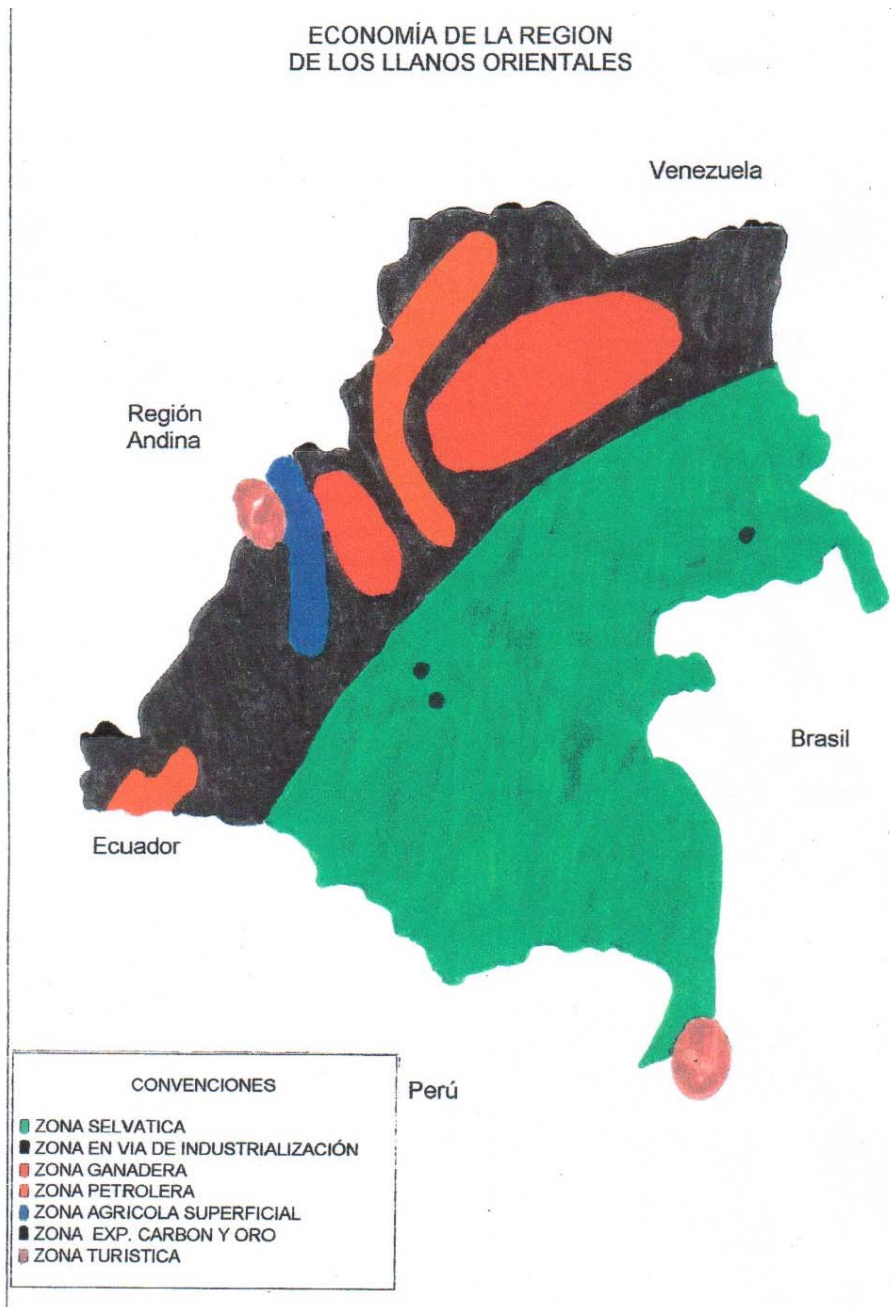 ECONOMÍA DE LA REGION
DE LOS LLANOS ORIENTALES
Venezuela
Región
Andina
Brasil
Ecuador
Perú
CONVENCIONES
ZONA SELVATICA
ZONA EN VIA DE INDUSTRIALIZACIÓN
ZONA GANADERA
ZONA PETROLERA
ZONA AGRICOLA SUPERFICIAL
ZONA EXP. CARBON Y ORO
ZONA TURISTICA